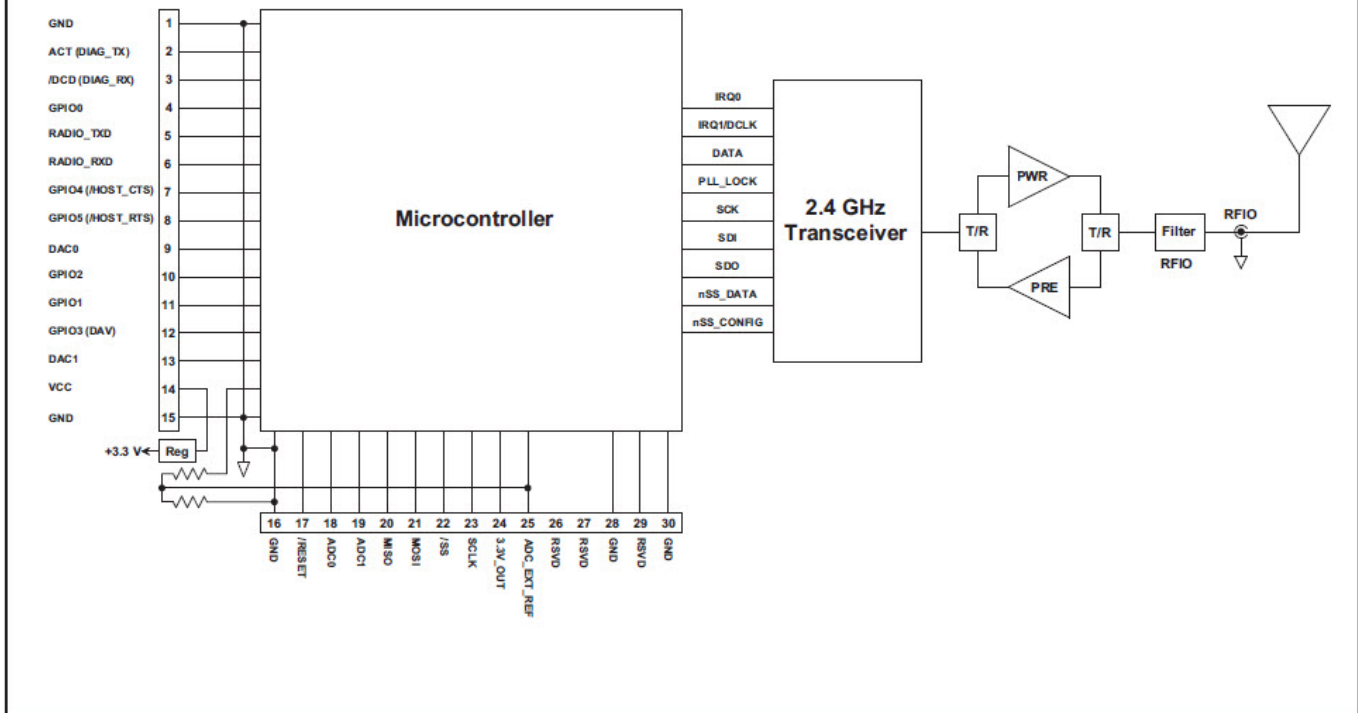 GND 1
ACT (DIAG_TX) 2
/DCD (DIAG_RX) 3
GPIO0 4
RADIO_TXD 5
RADIO_RXD 6
GPIO4 (/HOST_CTS) 7
GPIO5 (/HOST_RTS) 8
DAC0 9
GPIO2 10
GPIO1 11
GPIO3 (DAV) 12
DAC1 13
VCC 14
GND 15
+3.3 V
Reg
Microcontroller
IRQ0
IRQ1/DCLK
DATA
PLL_LOCK
SCK
SDI
SDO
nSS_DATA
nSS_CONFIG
2.4 GHz
Transceiver
T/R
PWR
PRE
T/R
Filter
RFIO
RFIO
16 17 18 19 20 21 22 23 24 25 26 27 28 29 30
GND
/RESET
ADC0
ADC1
MISO
MOSI
/SS
SCLK
3.3V_OUT
ADC_EXT_REF
RSVD
RSVD
GND
RSVD
GND